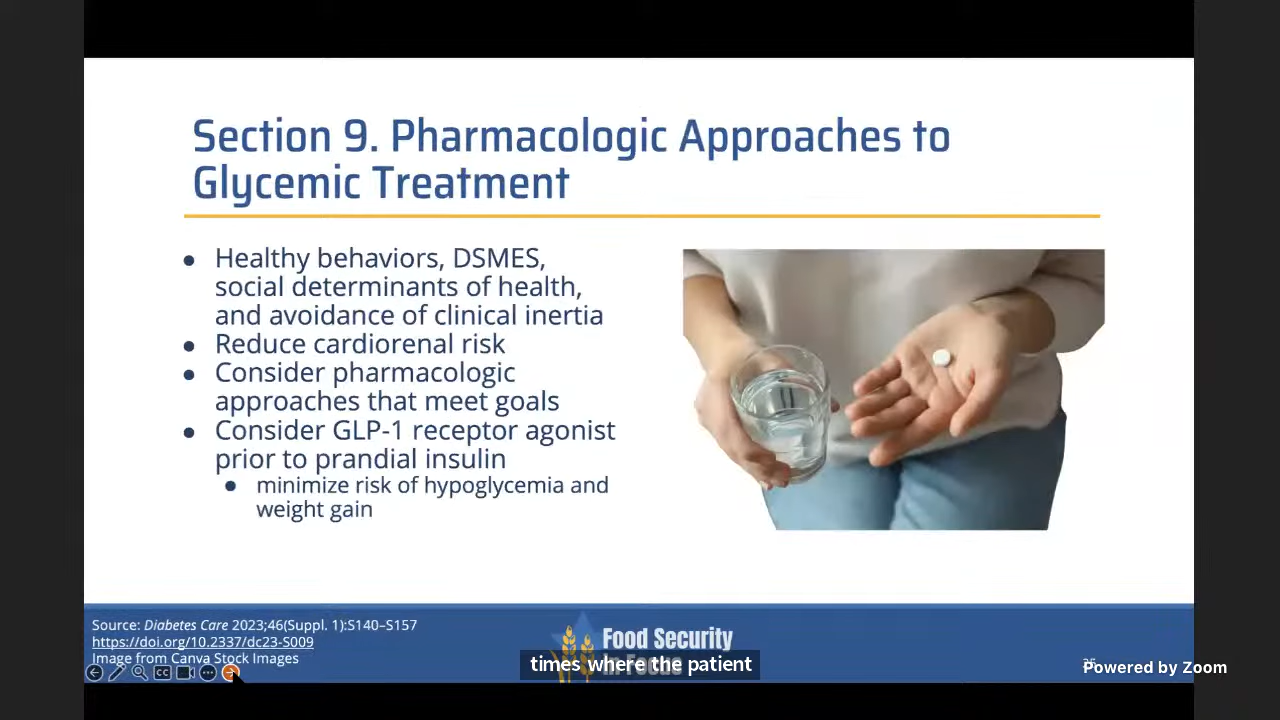 Section 9. Pharmacologic Approaches to
Glycemic Treatment
● Healthy behaviors, DSMES,
social determinants of health,
and avoidance of clinical inertia
● Reduce cardiorenal risk
● Consider pharmacologic
approaches that meet goals
● Consider GLP-1 receptor agonist
prior to prandial insulin
● minimize risk of hypoglycemia and
weight gain
Source: Diabetes Care 2023;46(Suppl. 1):S140–S157
https://doi.org/10.2337/dc23-S009
Image from Canva Stock Images
CC
Food Security
in Focus
times where the patient
Powered by Zoom